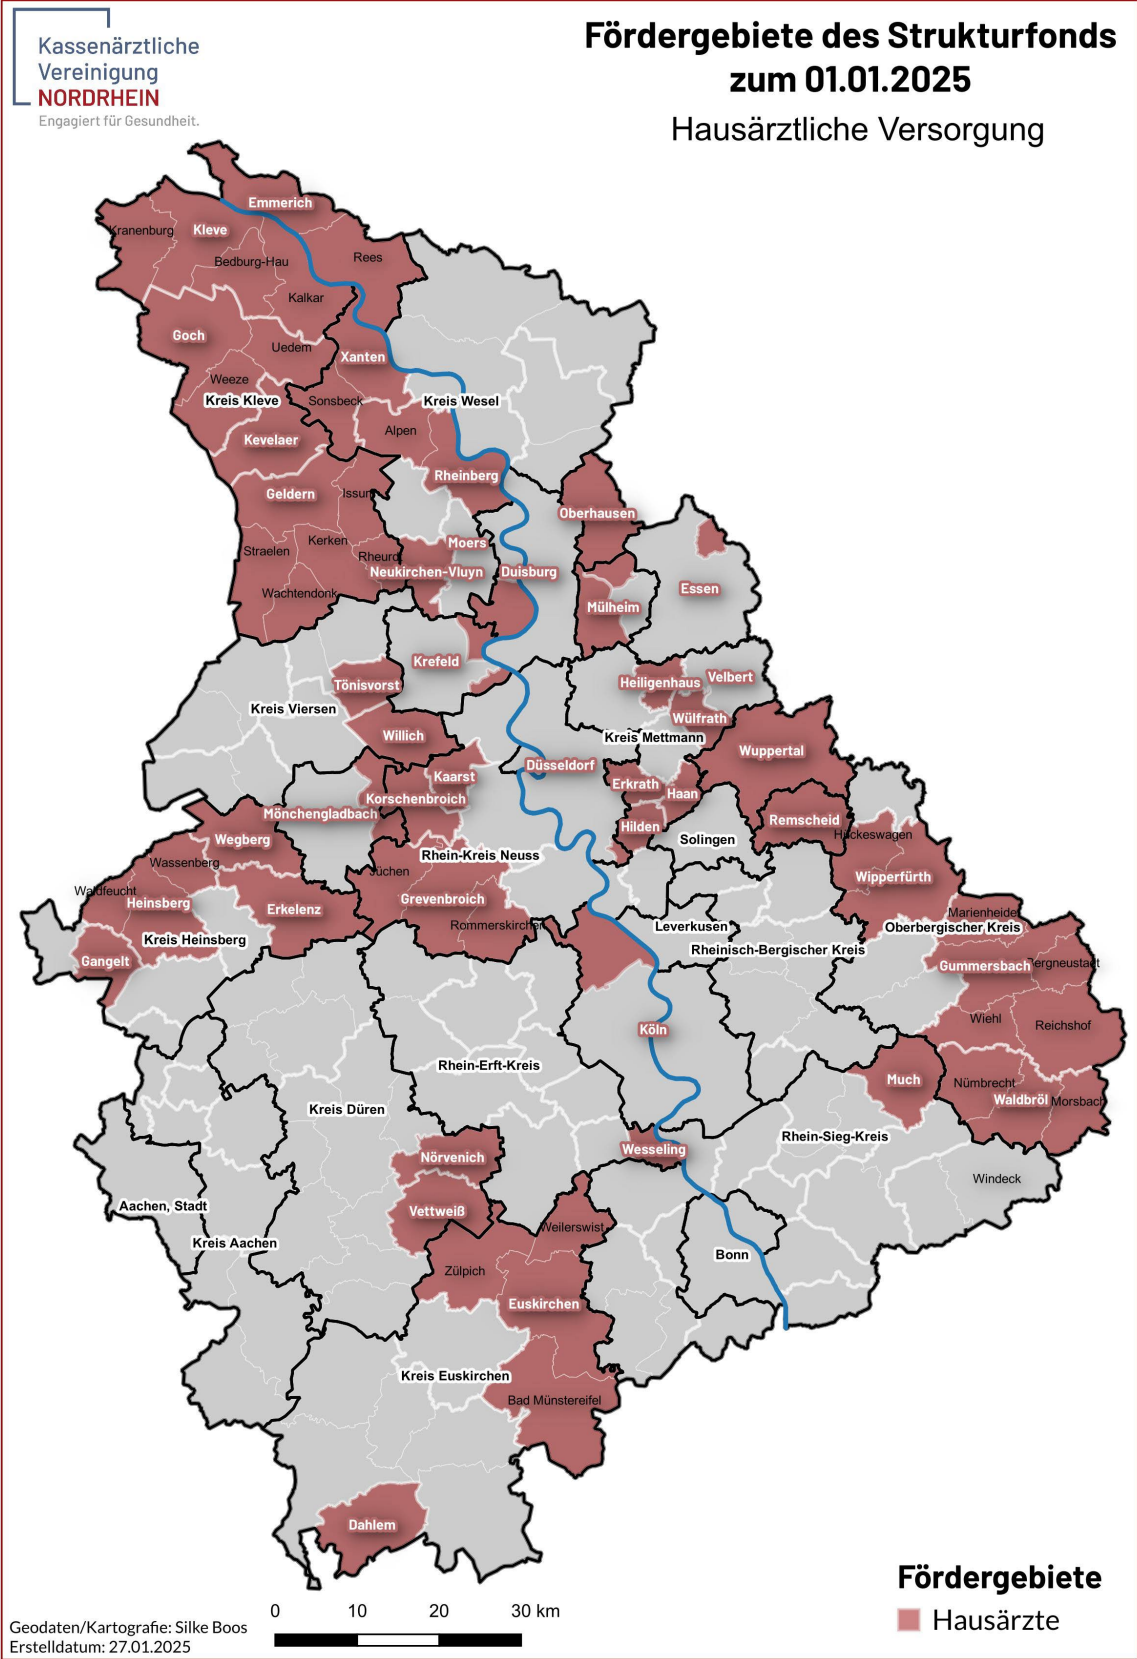 Kassenärztliche
Vereinigung
NORDRHEIN
Engagiert für Gesundheit.
Fördergebiete des Strukturfonds
zum 01.01.2025
Hausärztliche Versorgung
Emmerich
Kranenburg
Kleve
Bedburg-Hau
Rees
Kalkar
Goch
Uedem
Xanten
Weeze
Kreis Kleve
Sonsbeck
Kreis Wesel
Alpen
Kevelaer
Rheinberg
Geldern
Issum
Oberhausen
Straelen
Kerken
Moers
Rheurdt
Neukirchen-Vluyn
Duisburg
Essen
Wachtendonk
Mülheim
Krefeld
Tönisvorst
Heiligenhaus
Velbert
Kreis Viersen
Wülfrath
Willich
Kreis Mettmann
Wuppertal
Düsseldorf
Kaarst
Erkrath
Haan
Korschenbroich
Mönchengladbach
Hilden
Remscheid
Wegberg
Solingen
Hückeswagen
Rhein-Kreis Neuss
Wassenberg
Jüchen
Wipperfürth
Waldfeucht
Heinsberg
Erkelenz
Grevenbroich
Marienheide
Rommerskirchen
Leverkusen
Oberbergischer Kreis
Kreis Heinsberg
Rheinisch-Bergischer Kreis
Gangelt
Gummersbach
Bergneustadt
Wiehl
Reichshof
Köln
Rhein-Erft-Kreis
Much
Nümbrecht
Waldbröl
Morsbach
Kreis Düren
Rhein-Sieg-Kreis
Wesseling
Nörvenich
Windeck
Aachen, Stadt
Vettweiß
Weilerswist
Kreis Aachen
Bonn
Zülpich
Euskirchen
Kreis Euskirchen
Bad Münstereifel
Dahlem
Fördergebiete
Hausärzte
0 10 20 30 km
Geodaten/Kartografie: Silke Boos
Erstelldatum: 27.01.2025